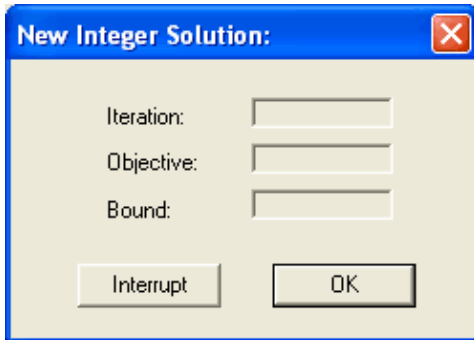 New Integer Solution:
Iteration:
Objective:
Bound:
Interrupt OK